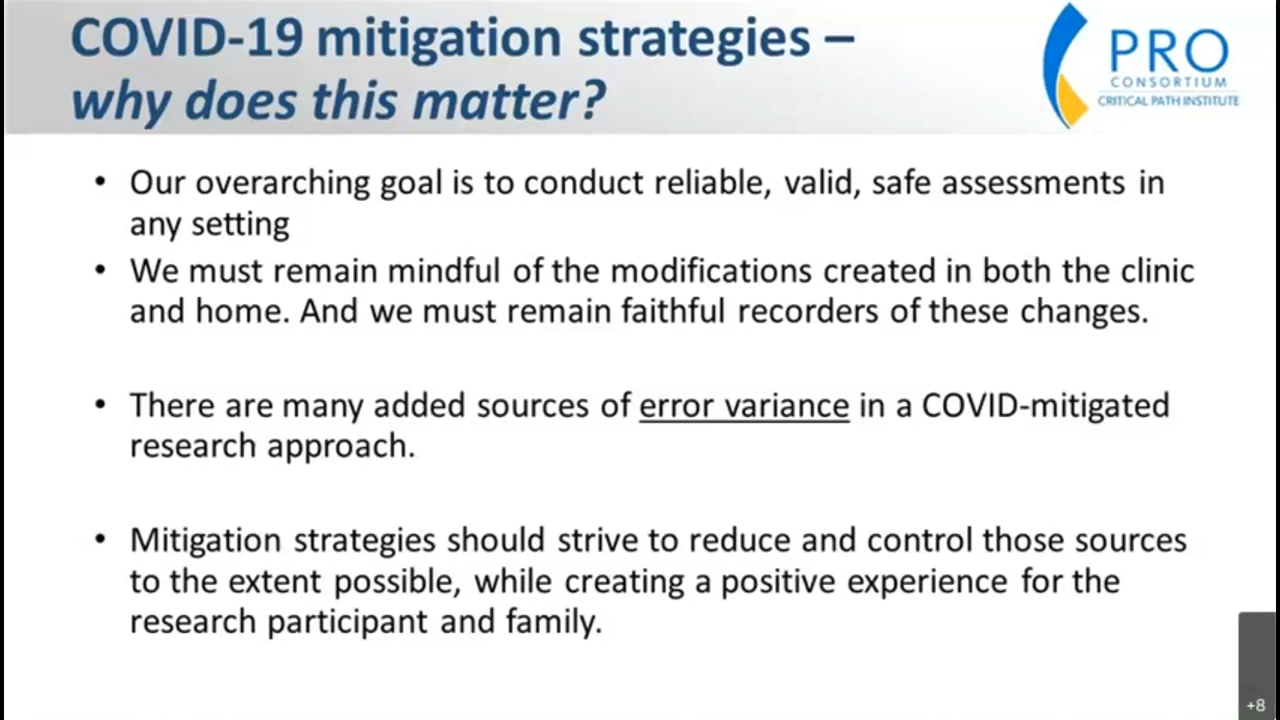 COVID-19 mitigation strategies –
why does this matter?
PRO
CONSORTIUM
CRITICAL PATH INSTITUTE
• Our overarching goal is to conduct reliable, valid, safe assessments in
any setting
• We must remain mindful of the modifications created in both the clinic
and home. And we must remain faithful recorders of these changes.
• There are many added sources of error variance in a COVID-mitigated
research approach.
• Mitigation strategies should strive to reduce and control those sources
to the extent possible, while creating a positive experience for the
research participant and family.
+8